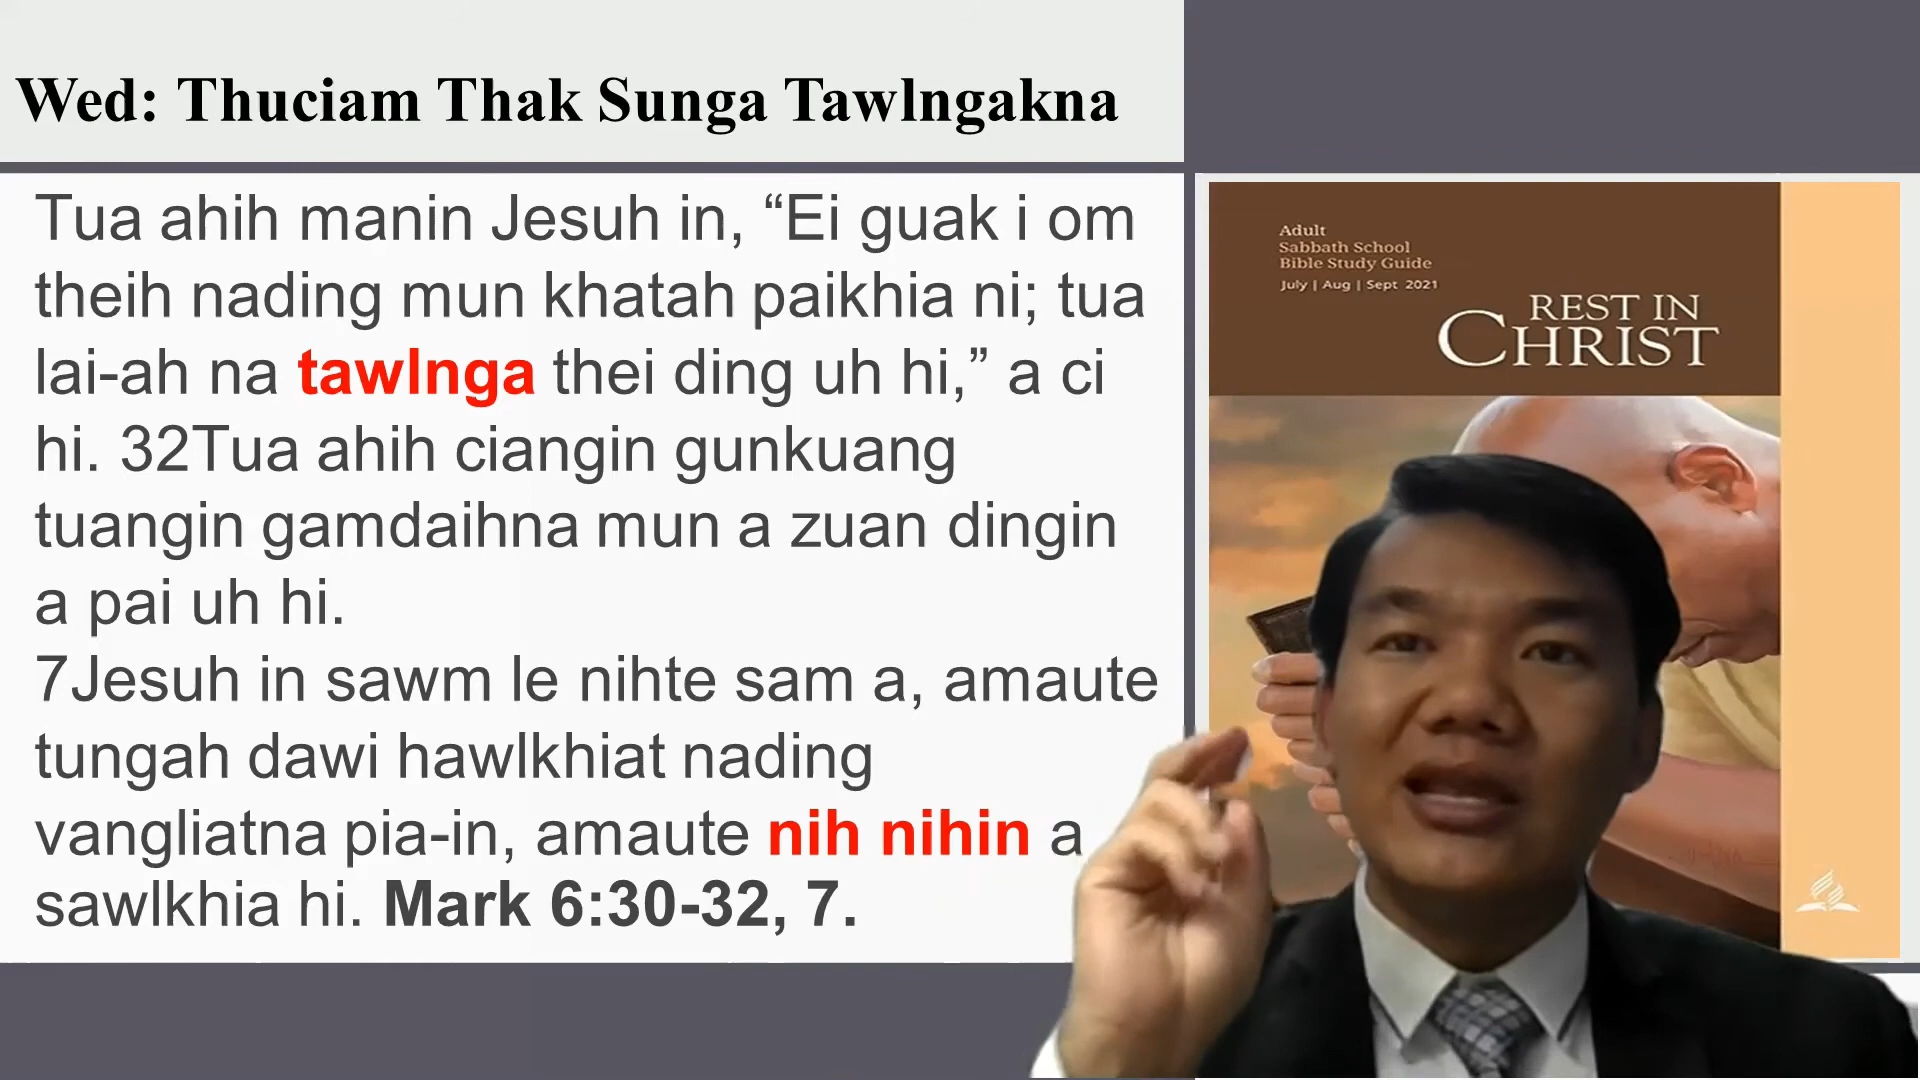 Wed: Thuciam Thak Sunga Tawlngakna
Tua ahih manin Jesuh in, “Ei guak i om
theih nading mun khatah paikhia ni; tua
lai-ah na tawlnga thei ding uh hi,” a ci
hi. 32Tua ahih ciangin gunkuang
tuangin gamdaihna mun a zuan dingin
a pai uh hi.
7Jesuh in sawm le nihte sam a, amaute
tungah dawi hawlkhiat nading
vangliatna pia-in, amaute nih nihin a
sawlkhia hi. Mark 6:30-32, 7.
Adult
Sabbath School
Bible Study Guide
July | Aug | Sept 2021
REST IN
CHRIST